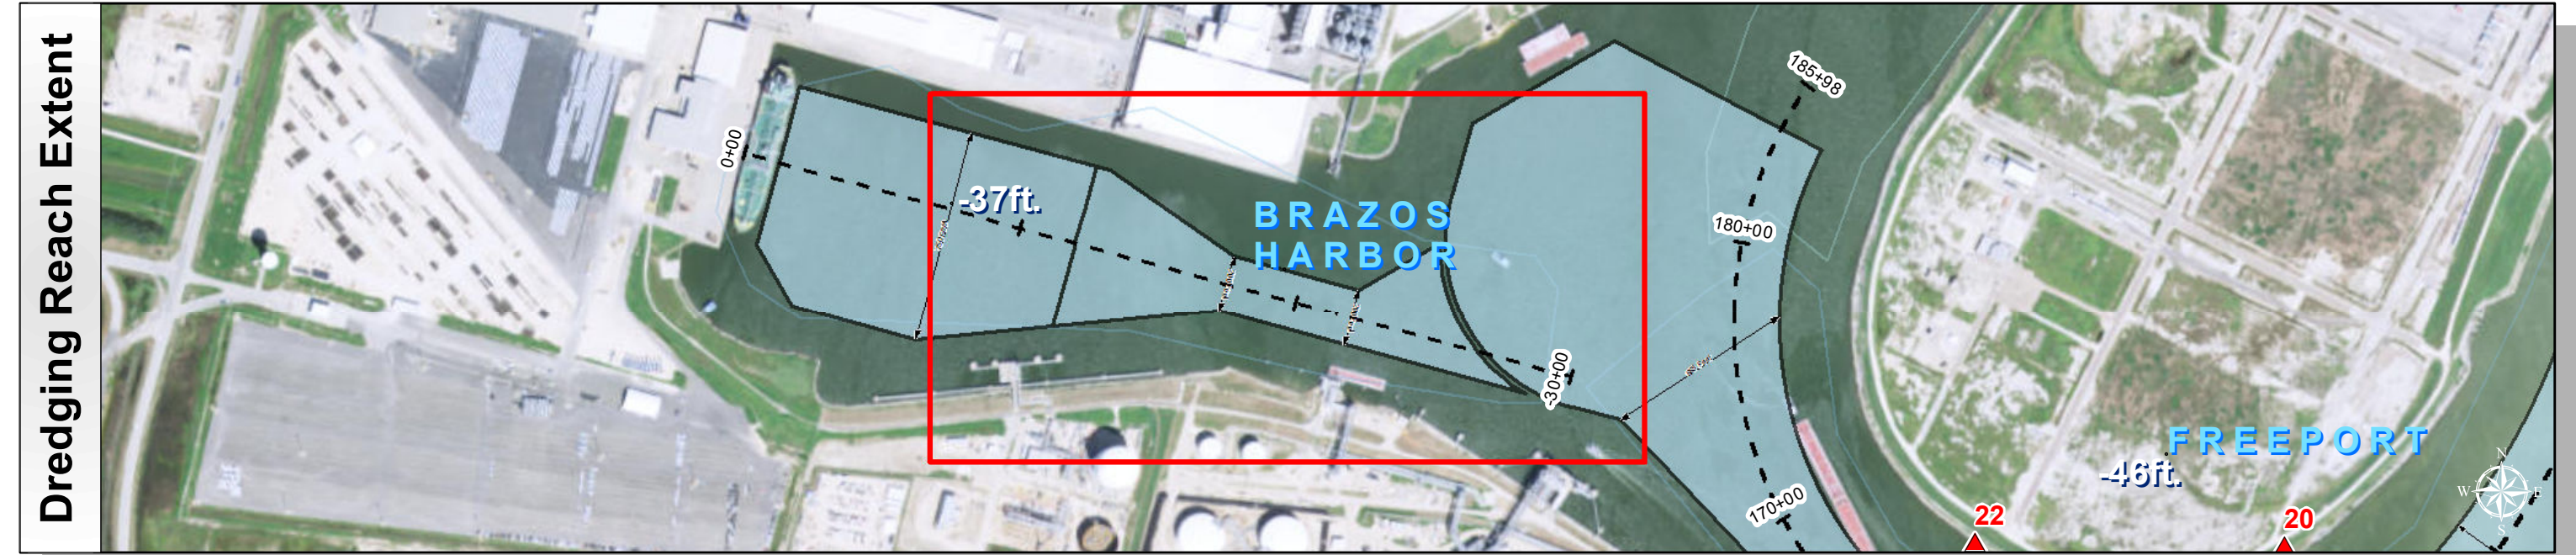 Dredging Reach Extent
185+98
0+00
-37ft.
BRAZOS
HARBOR
180+00
-30+00
FREEPORT
-46ft.
N
W
E
S
170+00
22
20